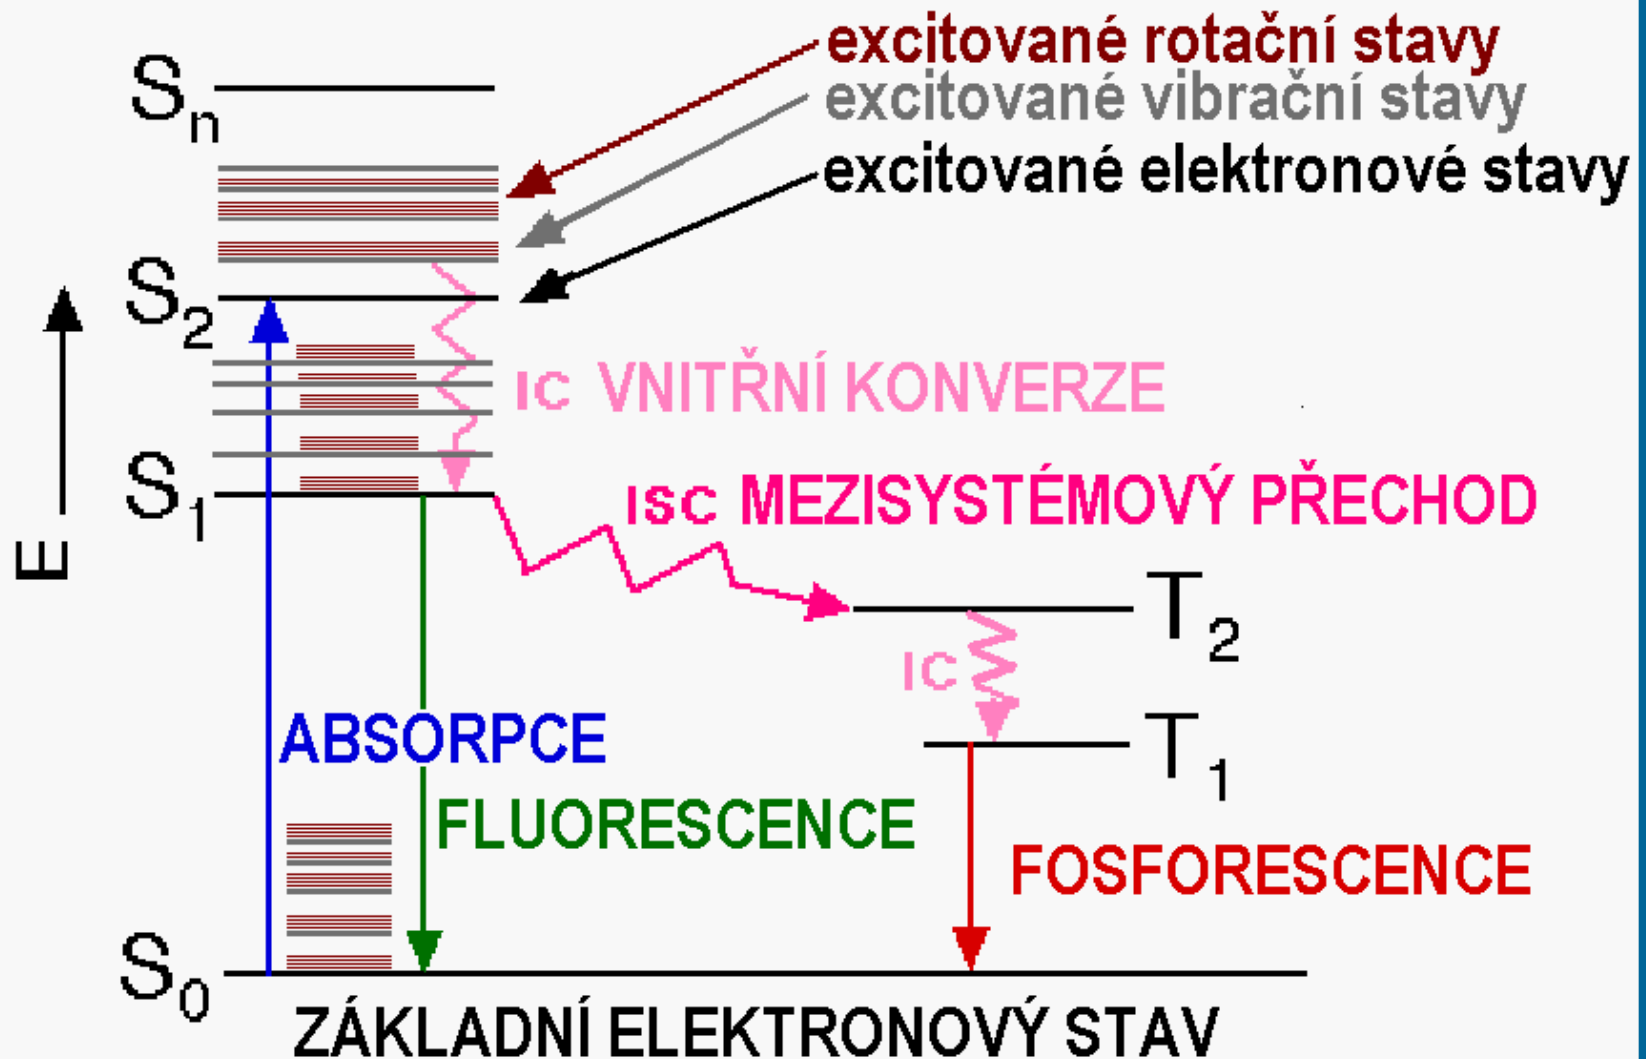 excitované rotační stavy
excitované vibrační stavy
excitované elektronové stavy
Sn
S2
IC VNITŘNÍ KONVERZE
S1
ISC MEZISYSTÉMOVÝ PŘECHOD
E
T2
IC
T1
ABSORPCE
FLUORESCENCE
FOSFORESCENCE
S0
ZÁKLADNÍ ELEKTRONOVÝ STAV